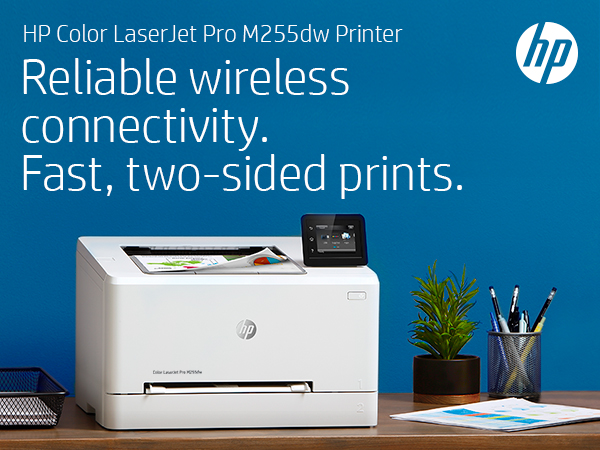 HP Color LaserJet Pro M255dw Printer
hp
Reliable wireless
connectivity.
Fast, two-sided prints.
hp
Color LaserJet Pro M255dw
2